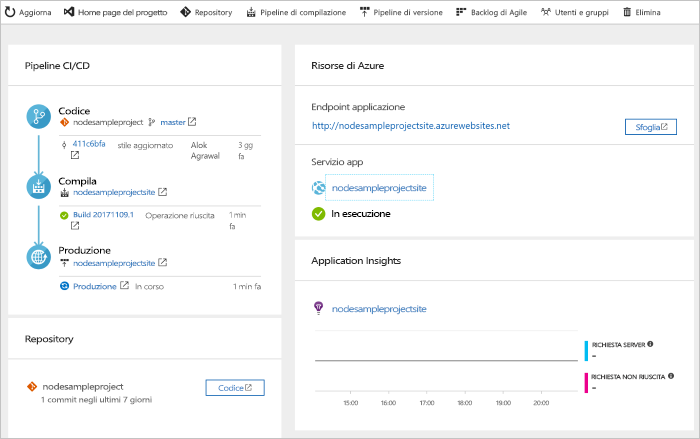 Aggiorna Home page del progetto Repository Pipeline di compilazione Pipeline di versione Backlog di Agile Utenti e gruppi Elimina
Pipeline CI/CD
Codice
nodesampleproject master
411c6bfa stile aggiornato Alok Agrawal 3 gg fa
Compila
nodesampleprojectsite
Build 20171109.1 Operazione riuscita 1 min fa
Produzione
nodesampleprojectsite
Produzione In corso 1 min fa
Repository
nodesampleproject
1 commit negli ultimi 7 giorni
Codice
Risorse di Azure
Endpoint applicazione
http://nodesampleprojectsite.azurewebsites.net
Sfoglia
Servizio app
nodesampleprojectsite
In esecuzione
Application Insights
nodesampleprojectsite
RICHIESTA SERVER
--
RICHIESTA NON RIUSCITA
--
15:00 16:00 17:00 18:00 19:00 20:00